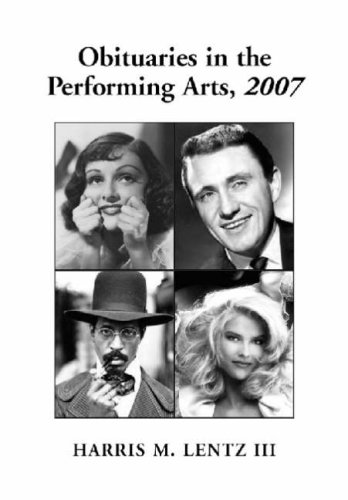 Obituaries in the
Performing Arts, 2007
HARRIS M. LENTZ III